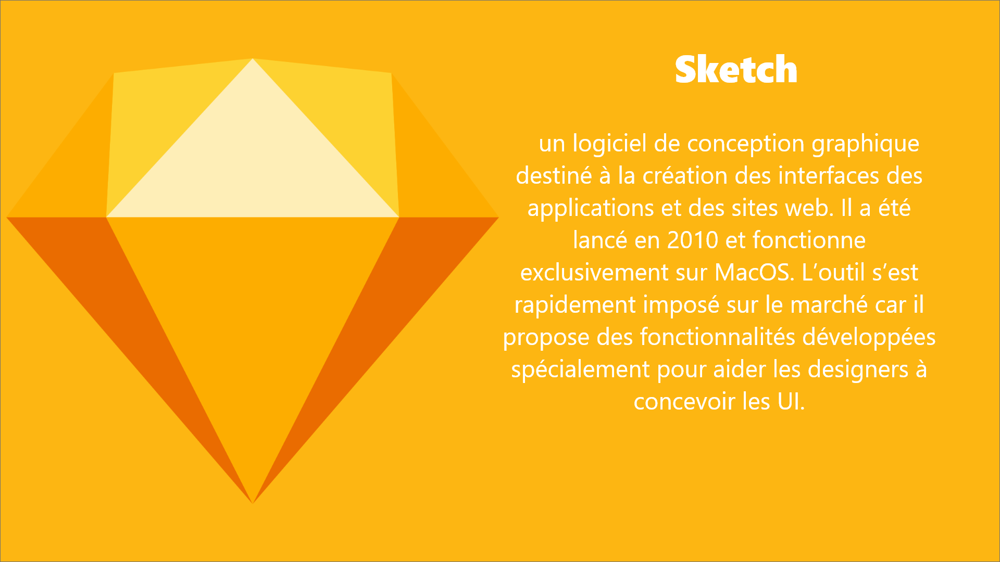 Sketch
un logiciel de conception graphique
destiné à la création des interfaces des
applications et des sites web. Il a été
lancé en 2010 et fonctionne
exclusivement sur MacOS. L’outil s’est
rapidement imposé sur le marché car il
propose des fonctionnalités développées
spécialement pour aider les designers à
concevoir les UI.